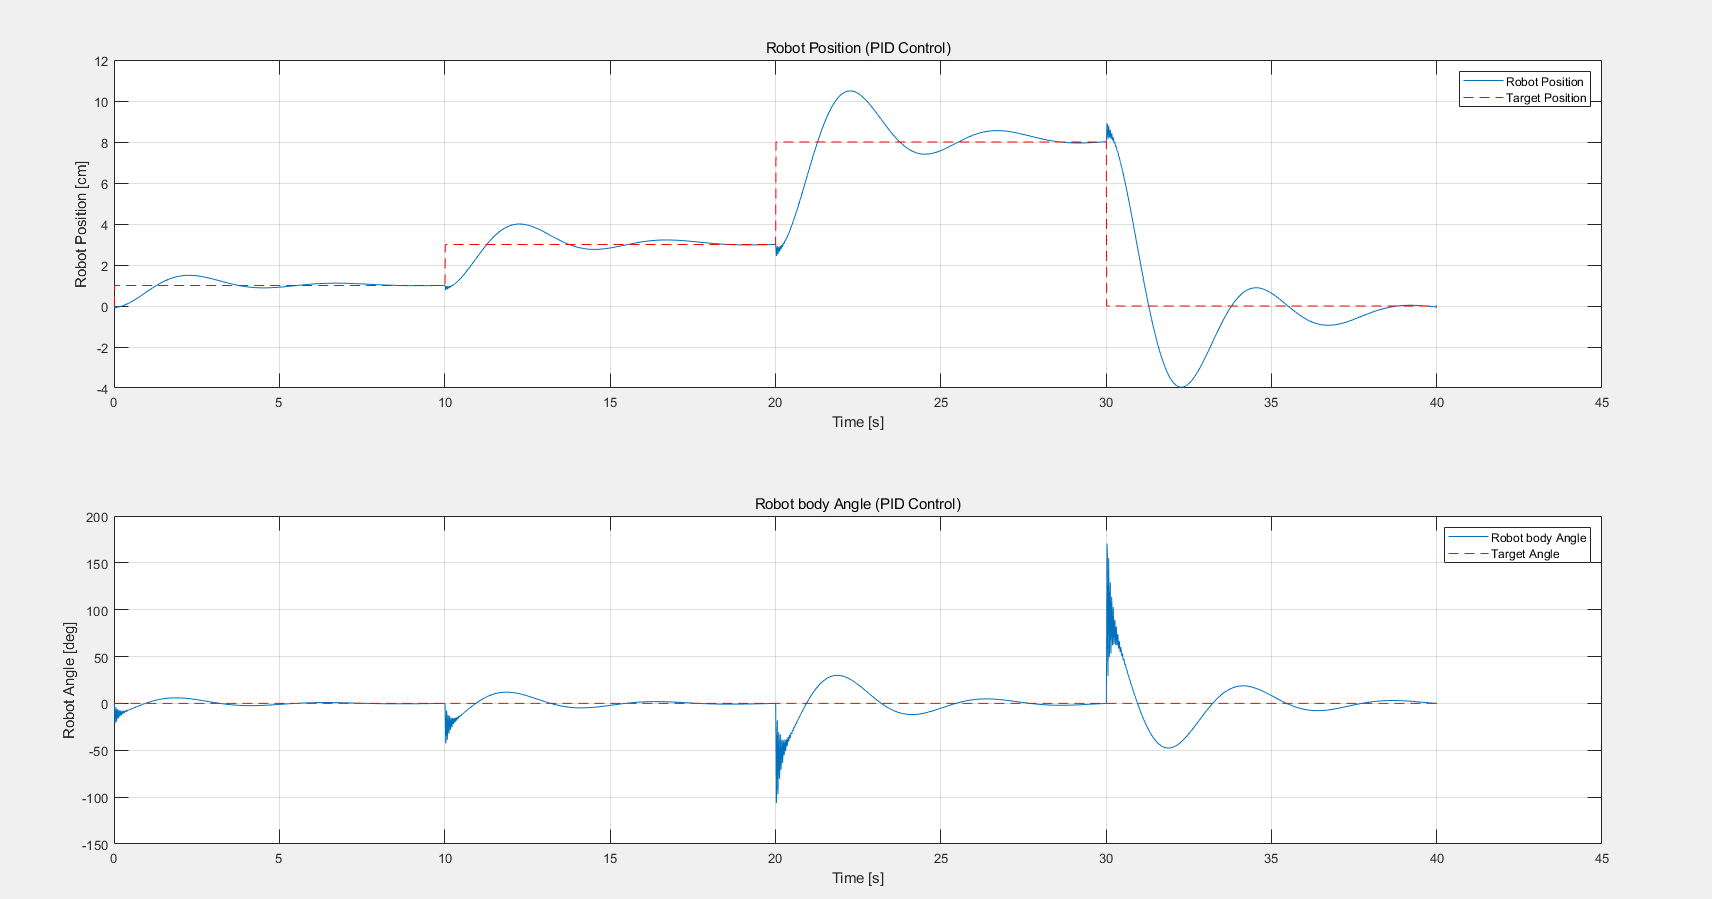 Robot Position (PID Control)
12
10
8
6
4
2
0
-2
-4
Robot Position [cm]
Robot Position
Target Position
0 5 10 15 20 25 30 35 40 45
Time [s]
Robot body Angle (PID Control)
200
150
100
50
0
-50
-100
-150
Robot Angle [deg]
Robot body Angle
Target Angle
0 5 10 15 20 25 30 35 40 45
Time [s]